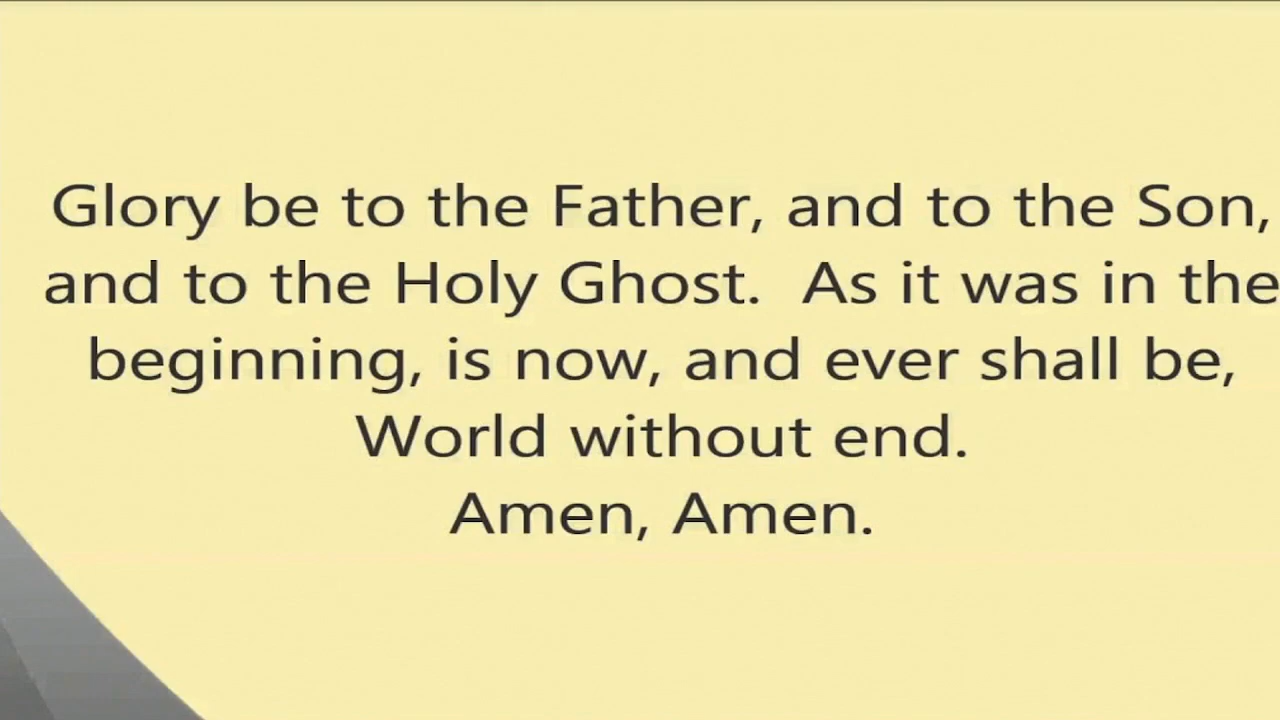 Glory be to the Father, and to the Son,
and to the Holy Ghost.  As it was in the
beginning, is now, and ever shall be,
World without end.
Amen, Amen.